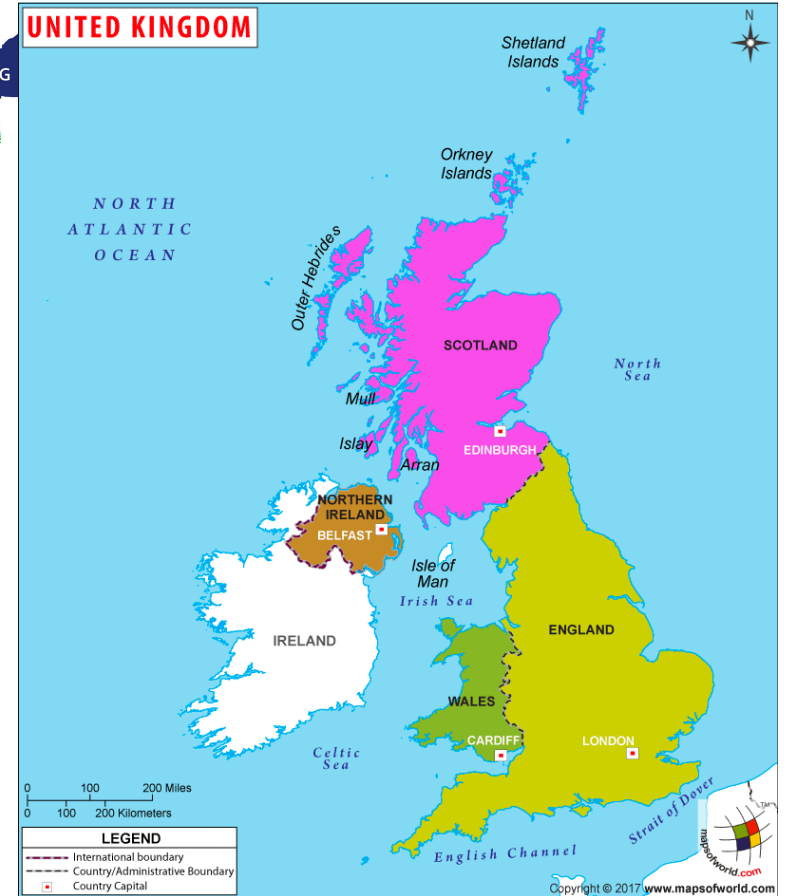 UNITED KINGDOM
N
G
Shetland
Islands
Orkney
Islands
NORTH
ATLANTIC
OCEAN
Outer Hebrides
SCOTLAND
North
Sea
Mull
Islay
EDINBURGH
Arran
NORTHERN
IRELAND
BELFAST
Isle of
Man
Irish Sea
ENGLAND
IRELAND
WALES
CARDIFF
LONDON
Celtic
Sea
0 100 200 Miles
0 100 200 Kilometers
Strait of Dover
TM
mapsofworld.com
English Channel
LEGEND
International boundary
Country/Administrative Boundary
Country Capital
Copyright © 2017 www.mapsofworld.com